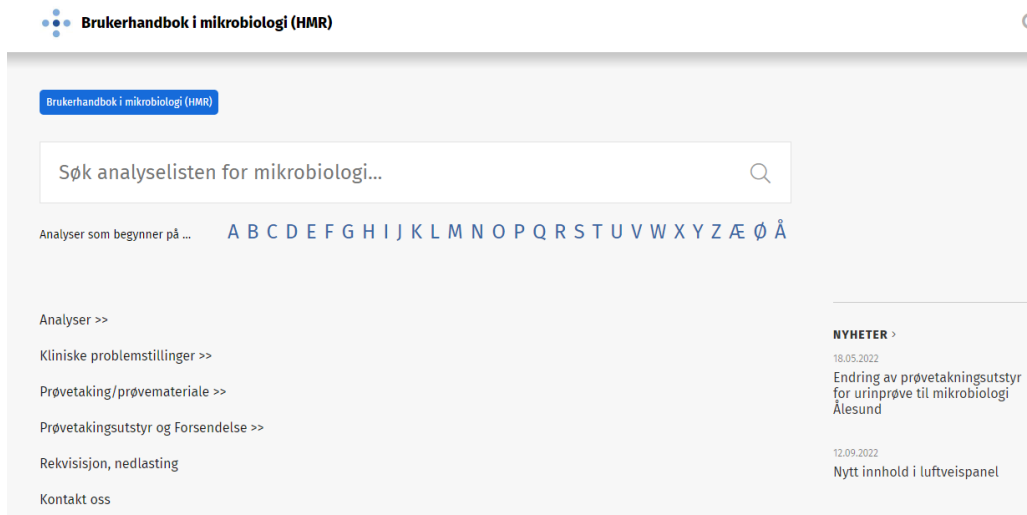 Brukerhandbok i mikrobiologi (HMR)
Brukerhandbok i mikrobiologi (HMR)
Søk analyselisten for mikrobiologi...
Analyser som begynner på ... A B C D E F G H I J K L M N O P Q R S T U V W X Y Z Æ Ø Å
Analyser >>
Kliniske problemstillinger >>
Prøvetaking/prøvemateriale >>
Prøvetakingsutstyr og Forsendelse >>
Rekvisisjon, nedlasting
Kontakt oss
NYHETER >
18.05.2022
Endring av prøvetakningsutstyr
for urinprøve til mikrobiologi
Ålesund
12.09.2022
Nytt innhold i luftveispanel